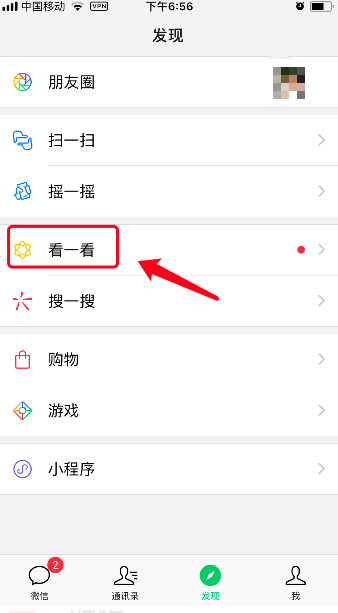 中国移动 VPN 下午6:56
发现
朋友圈
扫一扫
摇一摇
看一看
搜一搜
购物
游戏
小程序
2
微信 通讯录 发现 我